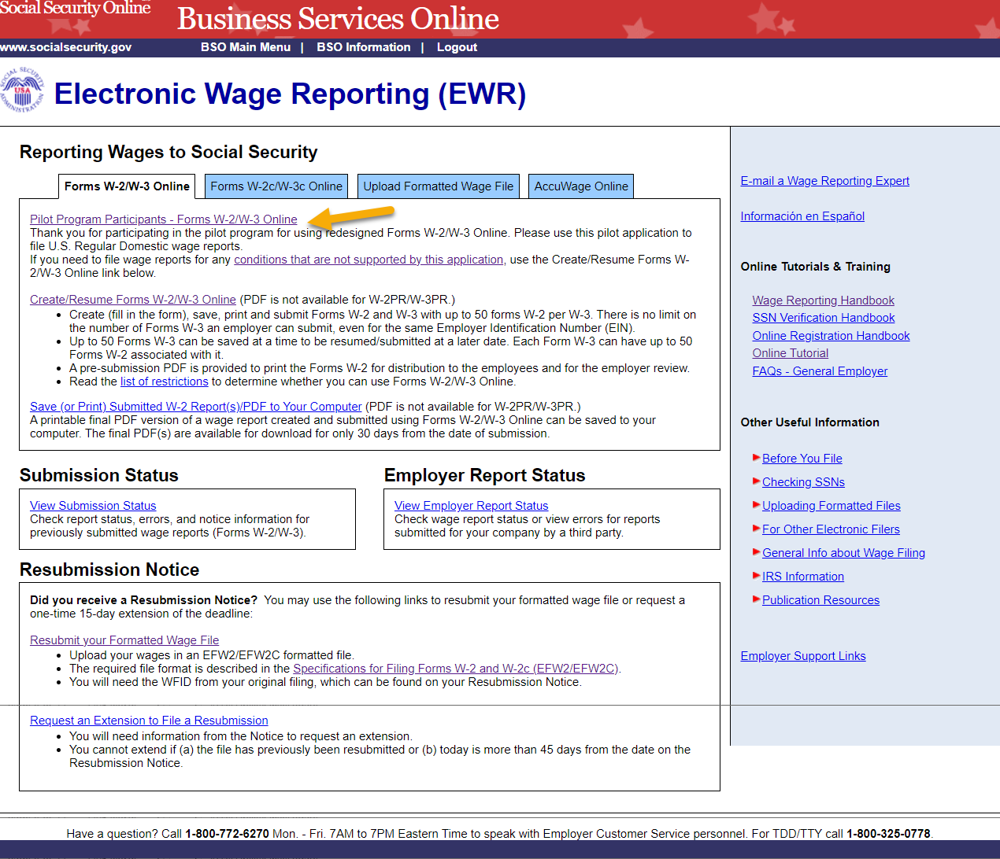 Social Security Online
Business Services Online
www.socialsecurity.gov
BSO Main Menu | BSO Information | Logout
SOCIAL SECURITY ADMINISTRATION
USA
Electronic Wage Reporting (EWR)
Reporting Wages to Social Security
Forms W-2/W-3 Online
Forms W-2c/W-3c Online
Upload Formatted Wage File
AccuWage Online
Pilot Program Participants - Forms W-2/W-3 Online
Thank you for participating in the pilot program for using redesigned Forms W-2/W-3 Online. Please use this pilot application to
file U.S. Regular Domestic wage reports.
If you need to file wage reports for any conditions that are not supported by this application, use the Create/Resume Forms W-
2/W-3 Online link below.
Create/Resume Forms W-2/W-3 Online (PDF is not available for W-2PR/W-3PR.)
• Create (fill in the form), save, print and submit Forms W-2 and W-3 with up to 50 forms W-2 per W-3. There is no limit on
the number of Forms W-3 an employer can submit, even for the same Employer Identification Number (EIN).
• Up to 50 Forms W-3 can be saved at a time to be resumed/submitted at a later date. Each Form W-3 can have up to 50
Forms W-2 associated with it.
• A pre-submission PDF is provided to print the Forms W-2 for distribution to the employees and for the employer review.
• Read the list of restrictions to determine whether you can use Forms W-2/W-3 Online.
Save (or Print) Submitted W-2 Report(s)/PDF to Your Computer (PDF is not available for W-2PR/W-3PR.)
A printable final PDF version of a wage report created and submitted using Forms W-2/W-3 Online can be saved to your
computer. The final PDF(s) are available for download for only 30 days from the date of submission.
Submission Status
View Submission Status
Check report status, errors, and notice information for
previously submitted wage reports (Forms W-2/W-3).
Employer Report Status
View Employer Report Status
Check wage report status or view errors for reports
submitted for your company by a third party.
Resubmission Notice
Did you receive a Resubmission Notice? You may use the following links to resubmit your formatted wage file or request a
one-time 15-day extension of the deadline:
Resubmit your Formatted Wage File
• Upload your wages in an EFW2/EFW2C formatted file.
• The required file format is described in the Specifications for Filing Forms W-2 and W-2c (EFW2/EFW2C).
• You will need the WFID from your original filing, which can be found on your Resubmission Notice.
Request an Extension to File a Resubmission
• You will need information from the Notice to request an extension.
• You cannot extend if (a) the file has previously been resubmitted or (b) today is more than 45 days from the date on the
Resubmission Notice.
E-mail a Wage Reporting Expert
Información en Español
Online Tutorials & Training
Wage Reporting Handbook
SSN Verification Handbook
Online Registration Handbook
Online Tutorial
FAQs - General Employer
Other Useful Information
Before You File
Checking SSNs
Uploading Formatted Files
For Other Electronic Filers
General Info about Wage Filing
IRS Information
Publication Resources
Employer Support Links
Have a question? Call 1-800-772-6270 Mon. - Fri. 7AM to 7PM Eastern Time to speak with Employer Customer Service personnel. For TDD/TTY call 1-800-325-0778.